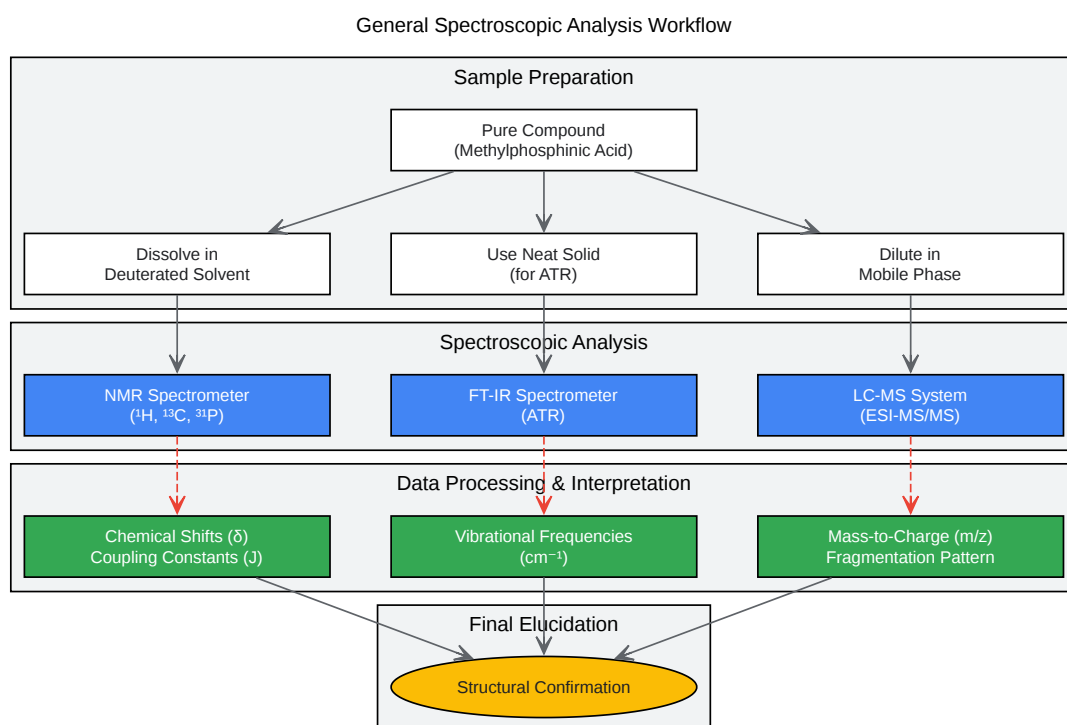 General Spectroscopic Analysis Workflow
Sample Preparation
Pure Compound
(Methylphosphinic Acid)
Dissolve in
Deuterated Solvent
Use Neat Solid
(for ATR)
Dilute in
Mobile Phase
Spectroscopic Analysis
NMR Spectrometer
(¹H, ¹³C, ³¹P)
FT-IR Spectrometer
(ATR)
LC-MS System
(ESI-MS/MS)
Data Processing & Interpretation
Chemical Shifts (δ)
Coupling Constants (J)
Vibrational Frequencies
(cm⁻¹)
Mass-to-Charge (m/z)
Fragmentation Pattern
Final Elucidation
Structural Confirmation